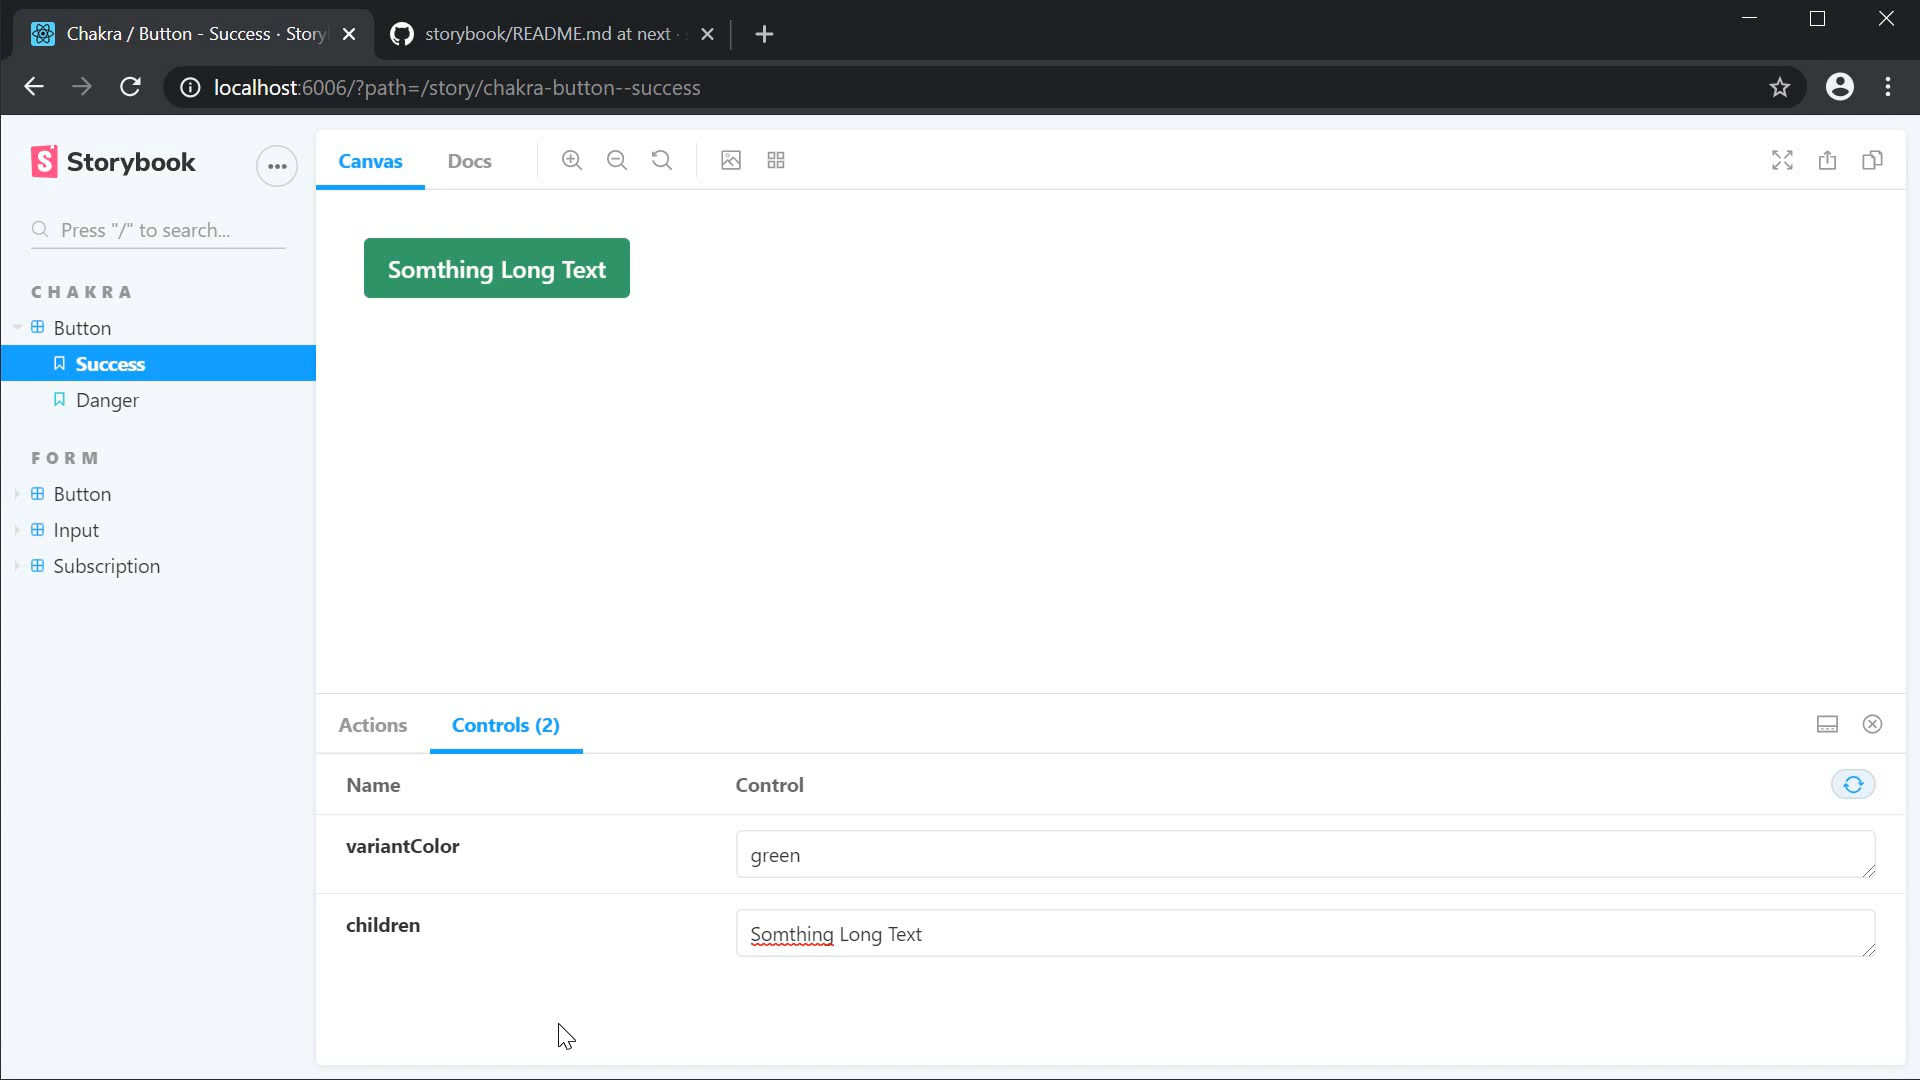 Chakra / Button - Success · Story
storybook/README.md at next ·
localhost:6006/?path=/story/chakra-button--success
Storybook
Canvas
Docs
Press "/" to search...
CHAKRA
Button
Success
Danger
FORM
Button
Input
Subscription
Somthing Long Text
Actions
Controls (2)
Name
Control
variantColor
green
children
Somthing Long Text